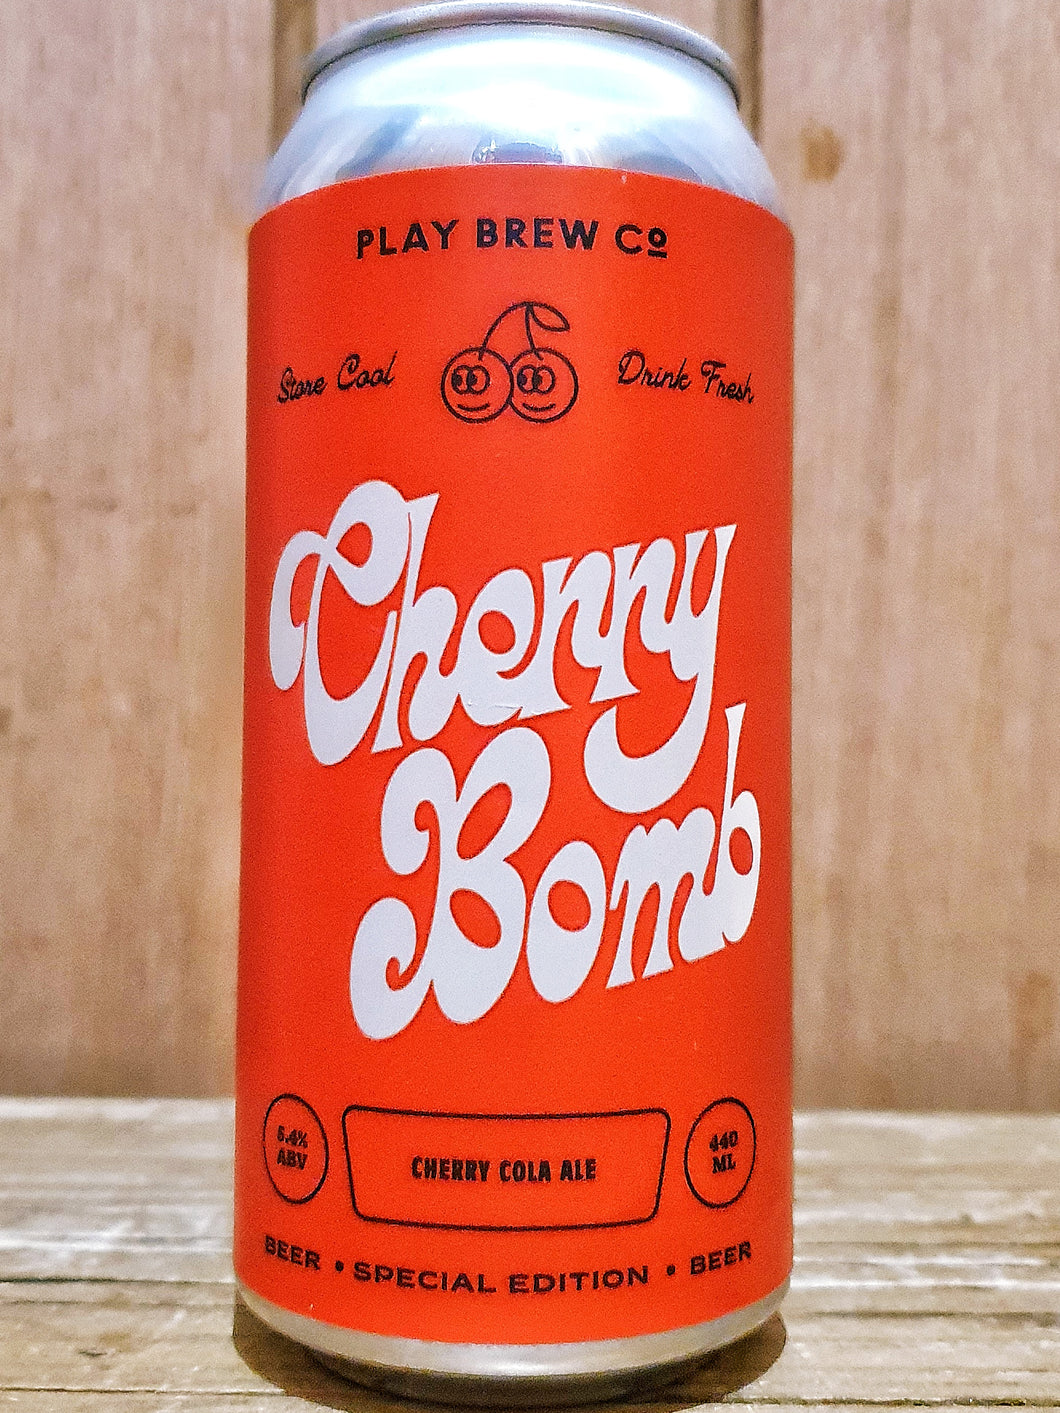 PLAY BREW Co
Store Cool
Drink Fresh
Cherry
Bomb
5.4%
ABV
CHERRY COLA ALE
440
ML
BEER • SPECIAL EDITION • BEER